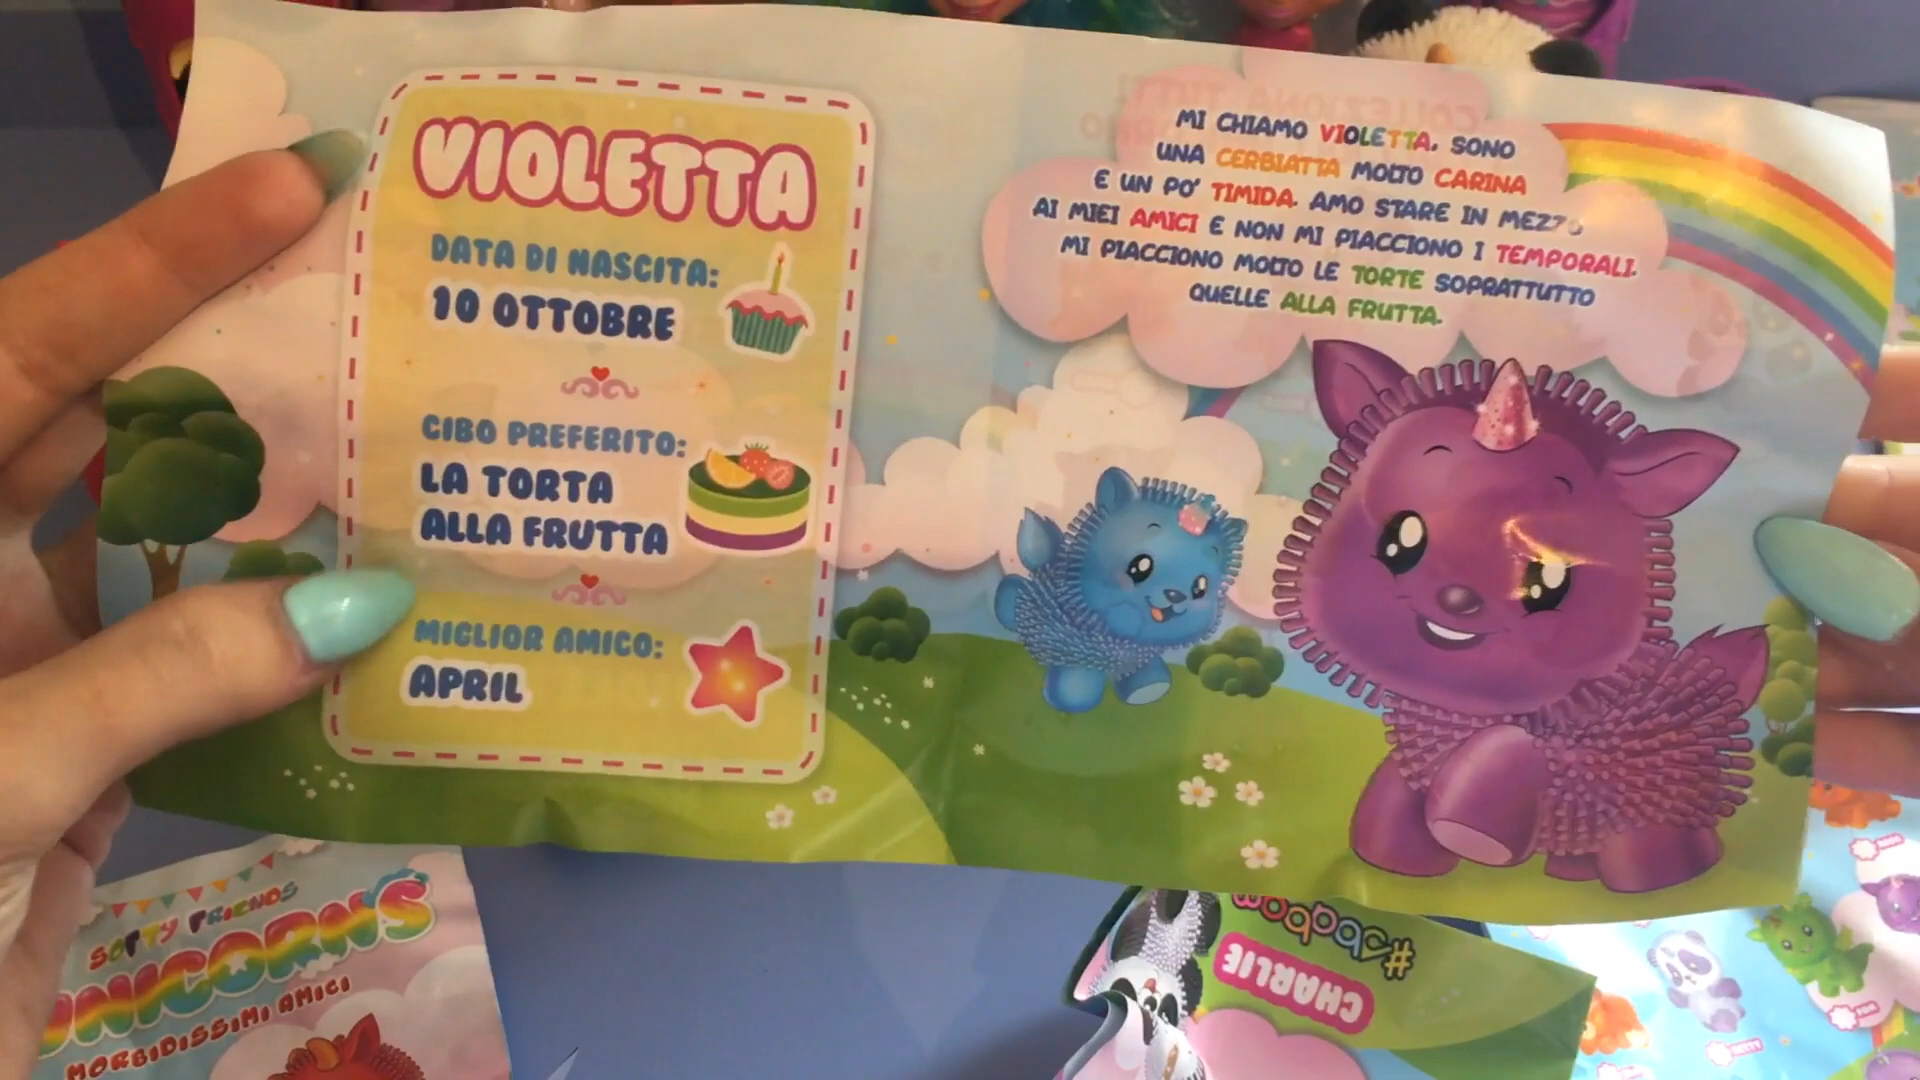 VIOLETTA
DATA DI NASCITA:
10 OTTOBRE
CIBO PREFERITO:
LA TORTA
ALLA FRUTTA
MIGLIOR AMICO:
APRIL
MI CHIAMO VIOLETTA. SONO
UNA CERBIATTA MOLTO CARINA
E UN PO' TIMIDA. AMO STARE IN MEZZO
AI MIEI AMICI E NON MI PIACCIONO I TEMPORALI.
MI PIACCIONO MOLTO LE TORTE SOPRATTUTTO
QUELLE ALLA FRUTTA.
SOFTY FRIENDS
UNICORNS
MORBIDISSIMI AMICI
CHARLIE